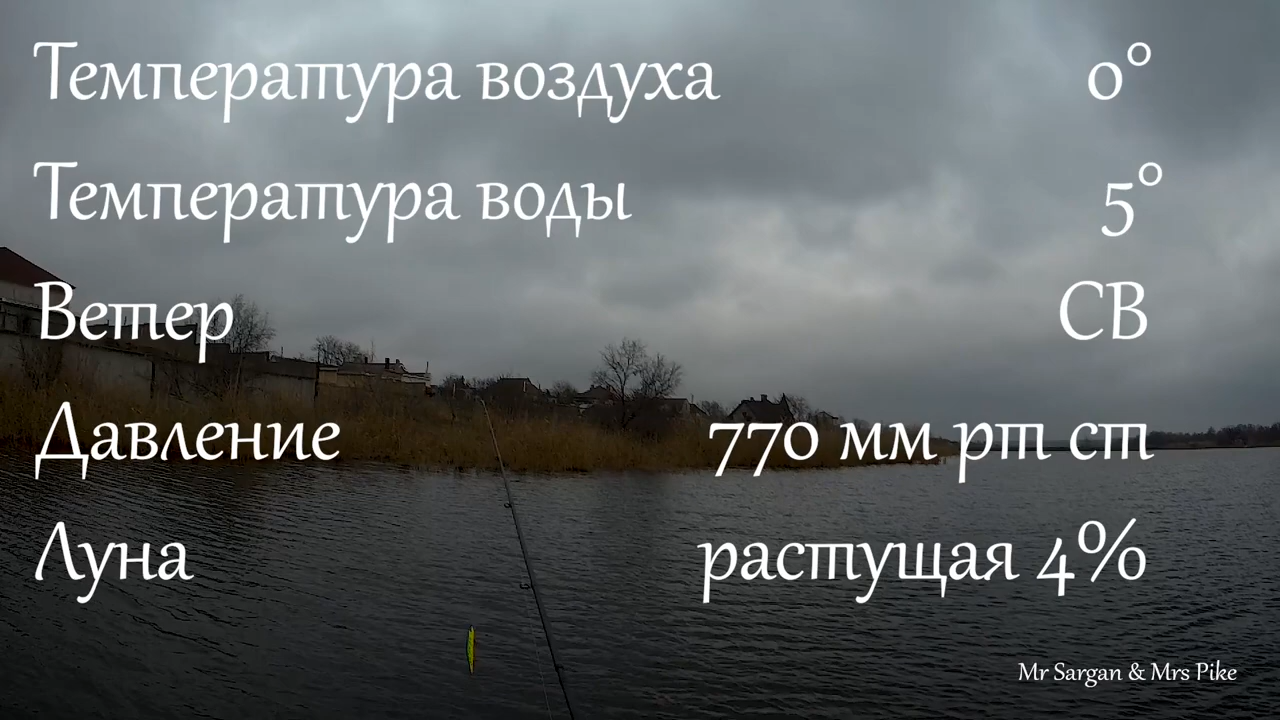 Температура воздуха 0°
Температура воды 5°
Ветер СВ
Давление 770 мм рт ст
Луна растущая 4%
Mr Sargan & Mrs Pike